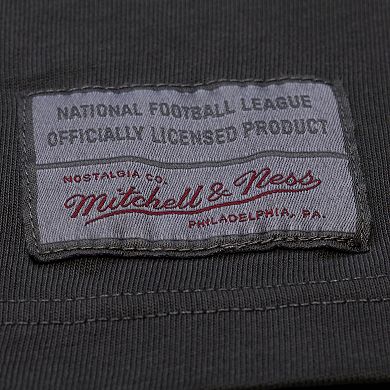 NATIONAL FOOTBALL LEAGUE
OFFICIALLY LICENSED PRODUCT
NOSTALGIA CO.
Mitchell & Ness
PHILADELPHIA, PA.